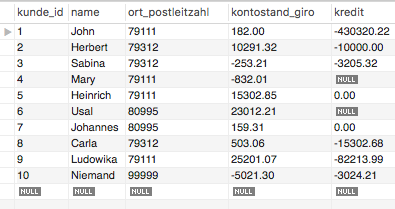 kunde_id name ort_postleitzahl kontostand_giro kredit
1 John 79111 182.00 -430320.22
2 Herbert 79312 10291.32 -10000.00
3 Sabina 79312 -253.21 -3205.32
4 Mary 79111 -832.01 NULL
5 Heinrich 79111 15302.85 0.00
6 Usal 80995 23012.21 NULL
7 Johannes 80995 159.31 0.00
8 Carla 79312 503.06 -15302.68
9 Ludowika 79111 25201.07 -82213.99
10 Niemand 99999 -5021.30 -3024.21
NULL NULL NULL NULL NULL